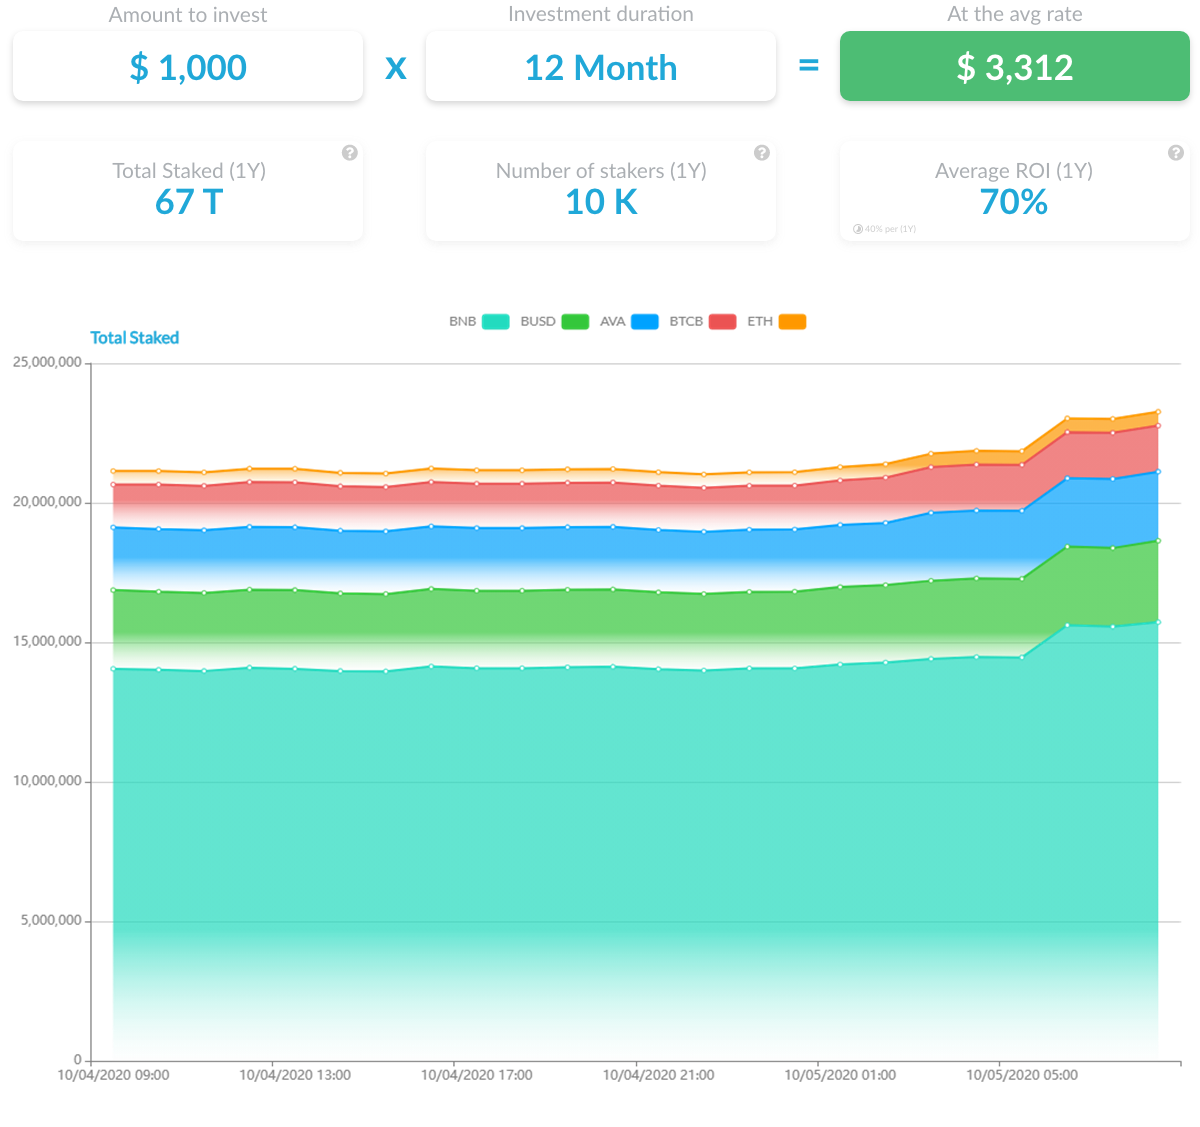 Amount to invest
Investment duration
At the avg rate
$ 1,000
x
12 Month
=
$ 3,312
Total Staked (1Y)
67 T
?
Number of stakers (1Y)
10 K
?
Average ROI (1Y)
70%
?
40% per (1Y)
BNB BUSD AVA BTCB ETH
Total Staked
25,000,000
20,000,000
15,000,000
10,000,000
5,000,000
0
10/04/2020 09:00 10/04/2020 13:00 10/04/2020 17:00 10/04/2020 21:00 10/05/2020 01:00 10/05/2020 05:00